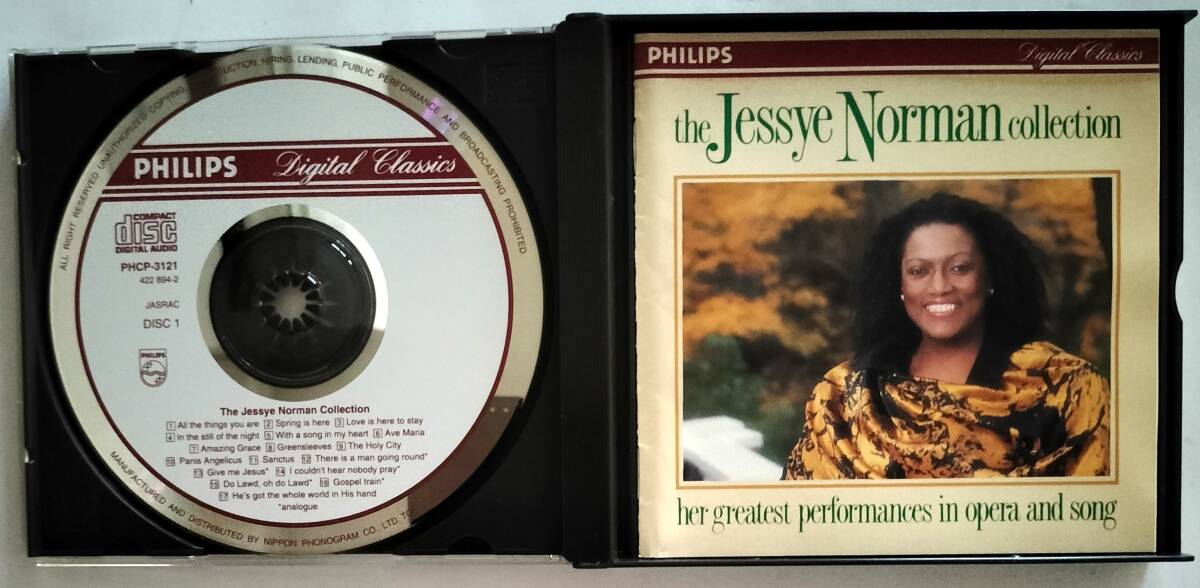 ALL RIGHT RESERVED UNAUTHORIZED COPYING, REPRODUCTION, HIRING, LENDING, PUBLIC PERFORMANCE AND BROADCASTING PROHIBITED
PHILIPS Digital Classics
COMPACT
disc
DIGITAL AUDIO
PHCP-3121
422 894-2
JASRAC
DISC 1
PHILIPS
The Jessye Norman Collection
1 All the things you are 2 Spring is here 3 Love is here to stay
4 In the still of the night 5 With a song in my heart 6 Ave Maria
7 Amazing Grace 8 Greensleeves 9 The Holy City
10 Panis Angelicus 11 Sanctus 12 There is a man going round*
13 Give me Jesus* 14 I couldn't hear nobody pray*
15 Do Lawd, oh do Lawd* 16 Gospel train*
17 He's got the whole world in His hand
*analogue
MANUFACTURED AND DISTRIBUTED BY NIPPON PHONOGRAM CO., LTD.
PHILIPS Digital Classics
the Jessye Norman collection
her greatest performances in opera and song